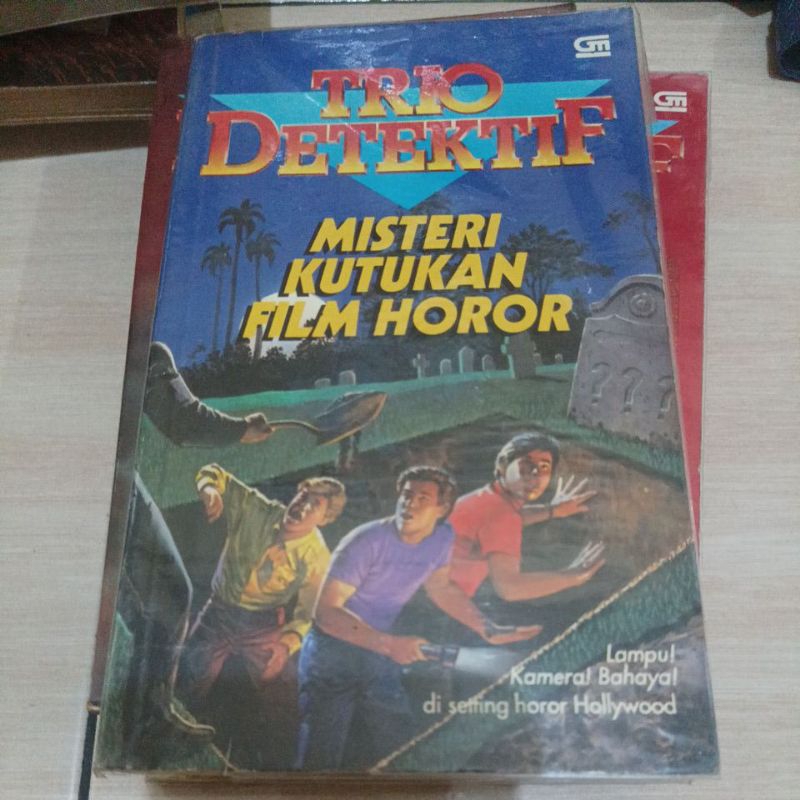 GM
TRIO
DETEKTIF
MISTERI
KUTUKAN
FILM HOROR
? ? ?
Lampu!
Kamera! Bahaya!
di setting horor Hollywood
GM
F